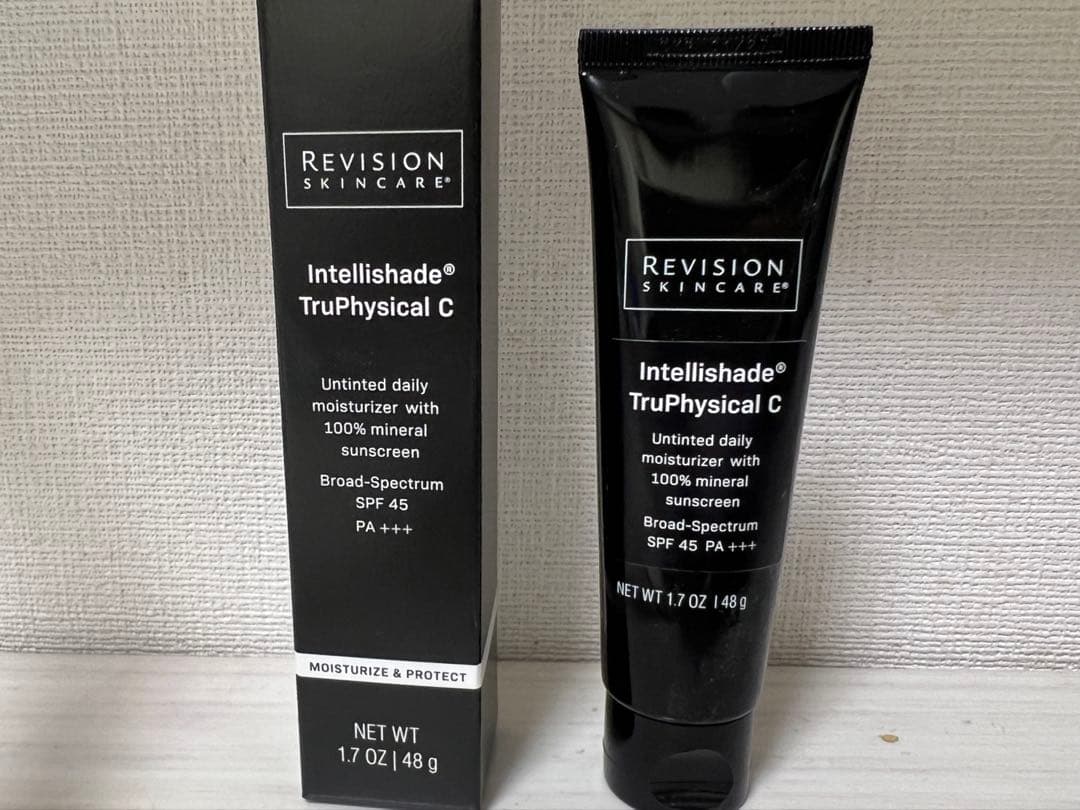 REVISION
SKINCARE®
Intellishade®
TruPhysical C
Untinted daily
moisturizer with
100% mineral
sunscreen
Broad-Spectrum
SPF 45
PA +++
MOISTURIZE & PROTECT
NET WT
1.7 OZ | 48 g
REVISION
SKINCARE®
Intellishade®
TruPhysical C
Untinted daily
moisturizer with
100% mineral
sunscreen
Broad-Spectrum
SPF 45 PA +++
NET WT 1.7 OZ | 48 g